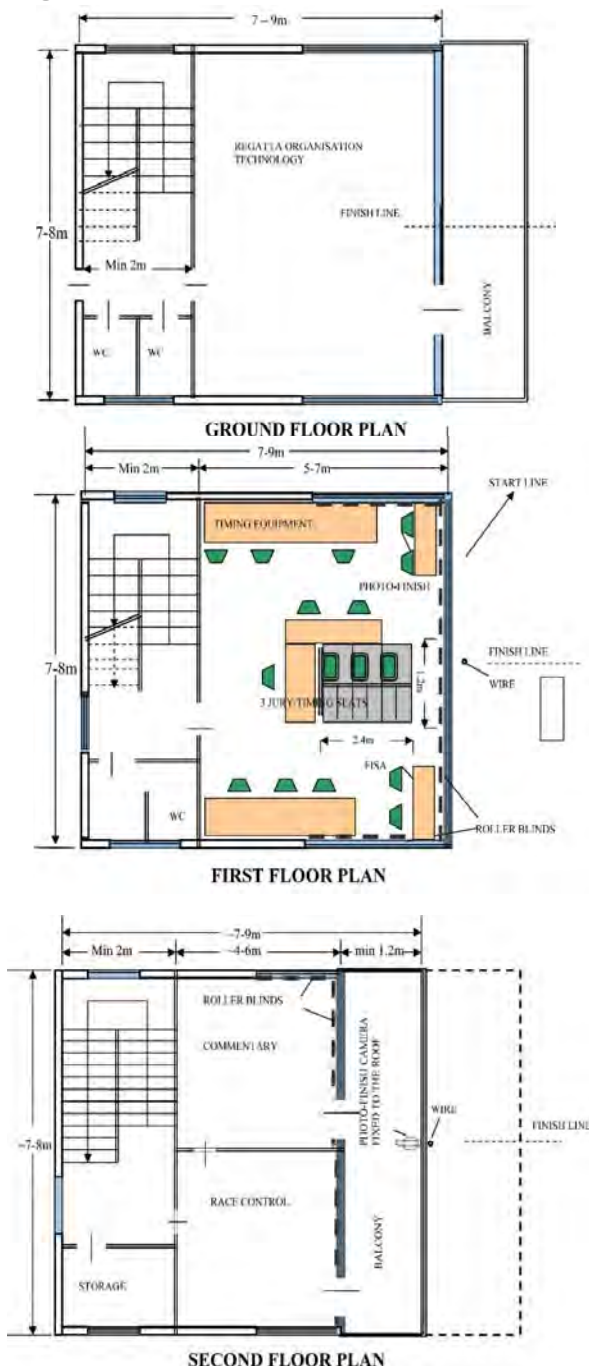 7 – 9m
REGATTA ORGANISATION
TECHNOLOGY
FINISH LINE
7-8m
Min 2m
BALCONY
WC
WC
GROUND FLOOR PLAN
7-9m
Min 2m
5-7m
START LINE
TIMING EQUIPMENT
PHOTO-FINISH
7-8m
FINISH LINE
WIRE
1.2m
3 JURY/TIMING SEATS
2.4m
FISA
WC
ROLLER BLINDS
FIRST FLOOR PLAN
~7-9m
Min 2m
~4-6m
min 1.2m
ROLLER BLINDS
COMMENTARY
PHOTO-FINISH CAMERA
FIXED TO THE ROOF
WIRE
FINISH LINE
~7-8m
RACE CONTROL
BALCONY
STORAGE
SECOND FLOOR PLAN